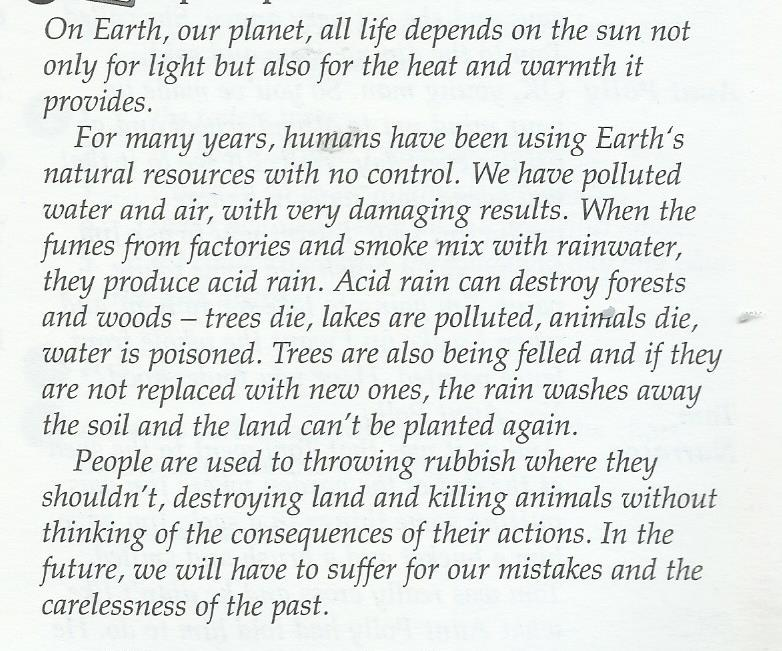 On Earth, our planet, all life depends on the sun not
only for light but also for the heat and warmth it
provides.
For many years, humans have been using Earth's
natural resources with no control. We have polluted
water and air, with very damaging results. When the
fumes from factories and smoke mix with rainwater,
they produce acid rain. Acid rain can destroy forests
and woods – trees die, lakes are polluted, animals die,
water is poisoned. Trees are also being felled and if they
are not replaced with new ones, the rain washes away
the soil and the land can't be planted again.
People are used to throwing rubbish where they
shouldn't, destroying land and killing animals without
thinking of the consequences of their actions. In the
future, we will have to suffer for our mistakes and the
carelessness of the past.